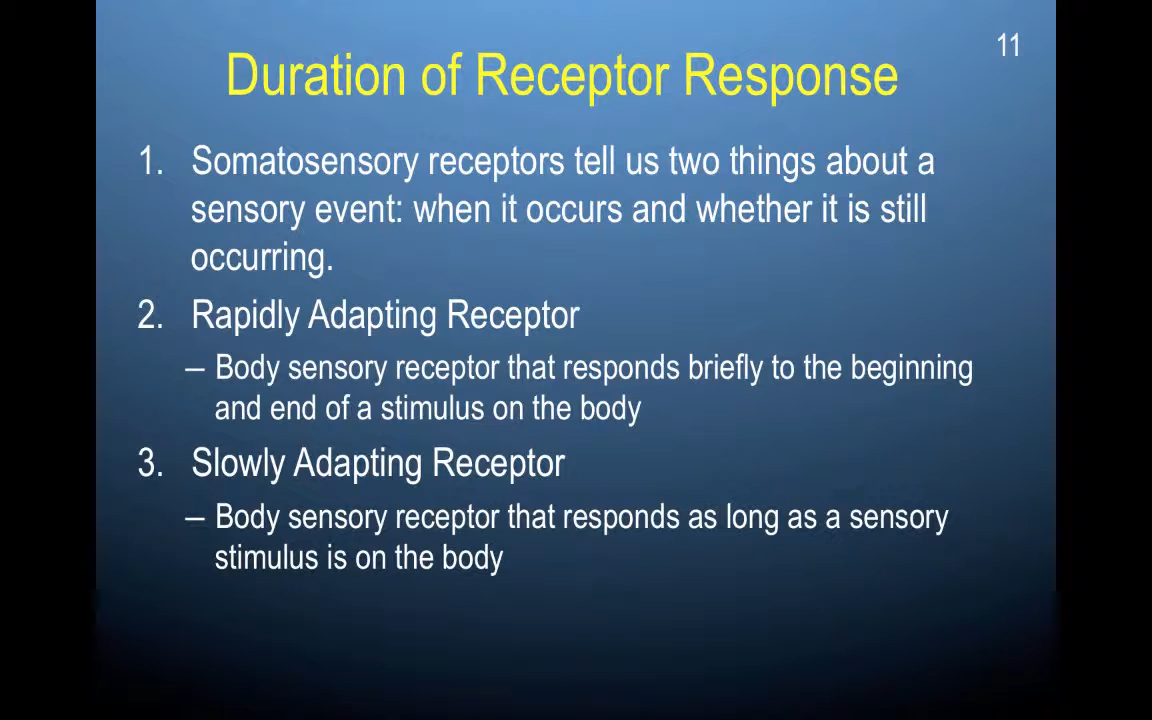 11
Duration of Receptor Response
1. Somatosensory receptors tell us two things about a
sensory event: when it occurs and whether it is still
occurring.
2. Rapidly Adapting Receptor
– Body sensory receptor that responds briefly to the beginning
and end of a stimulus on the body
3. Slowly Adapting Receptor
– Body sensory receptor that responds as long as a sensory
stimulus is on the body